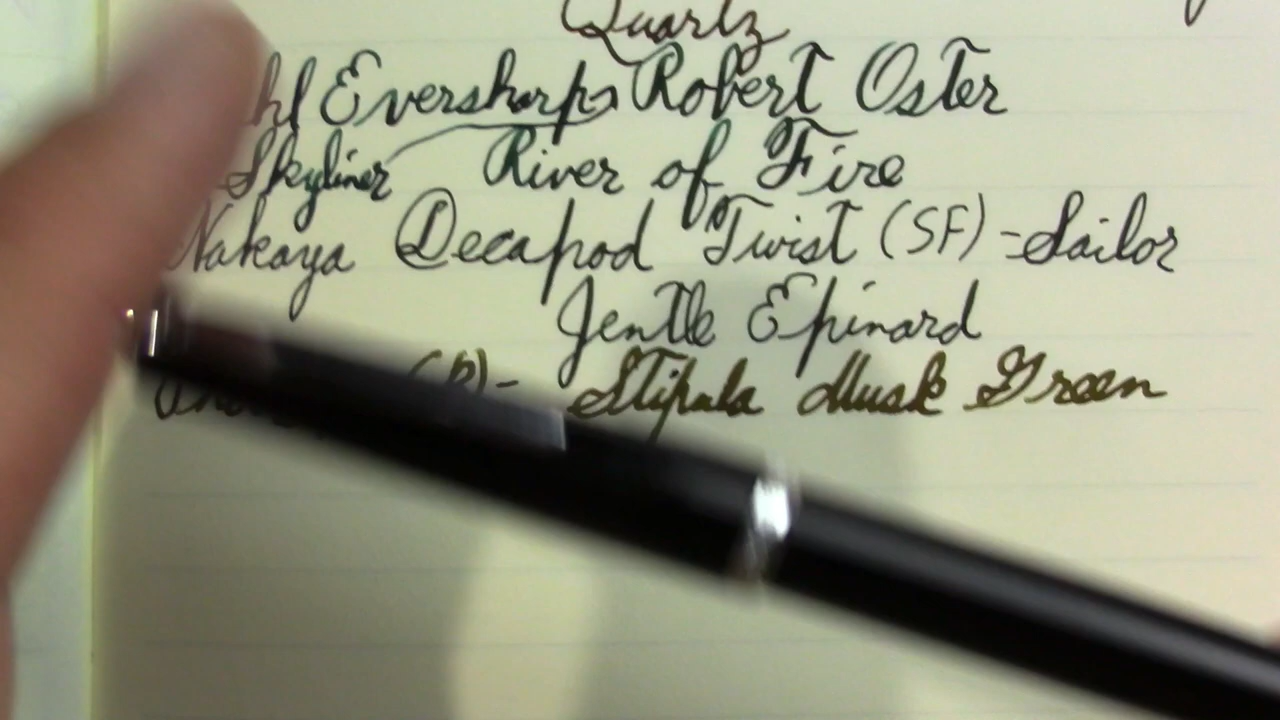 Quartz
Eversharp Robert Oster
Skyliner River of Fire
Nakaya Decapod Twist (SF) - Sailor
Jentle Epinard
(B) - Stipula Musk Green